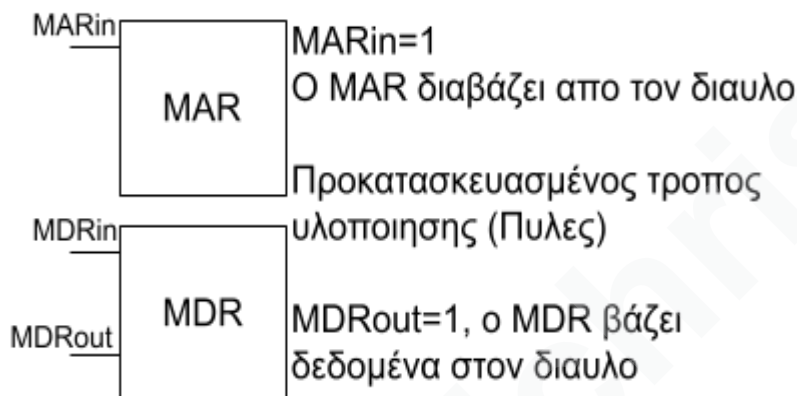 MARin
MAR
MARin=1
Ο MAR διαβάζει απο τον διαυλο
Προκατασκευασμένος τροπος
υλοποιησης (Πυλες)
MDRin
MDR
MDRout
MDRout=1, ο MDR βάζει
δεδομένα στον διαυλο